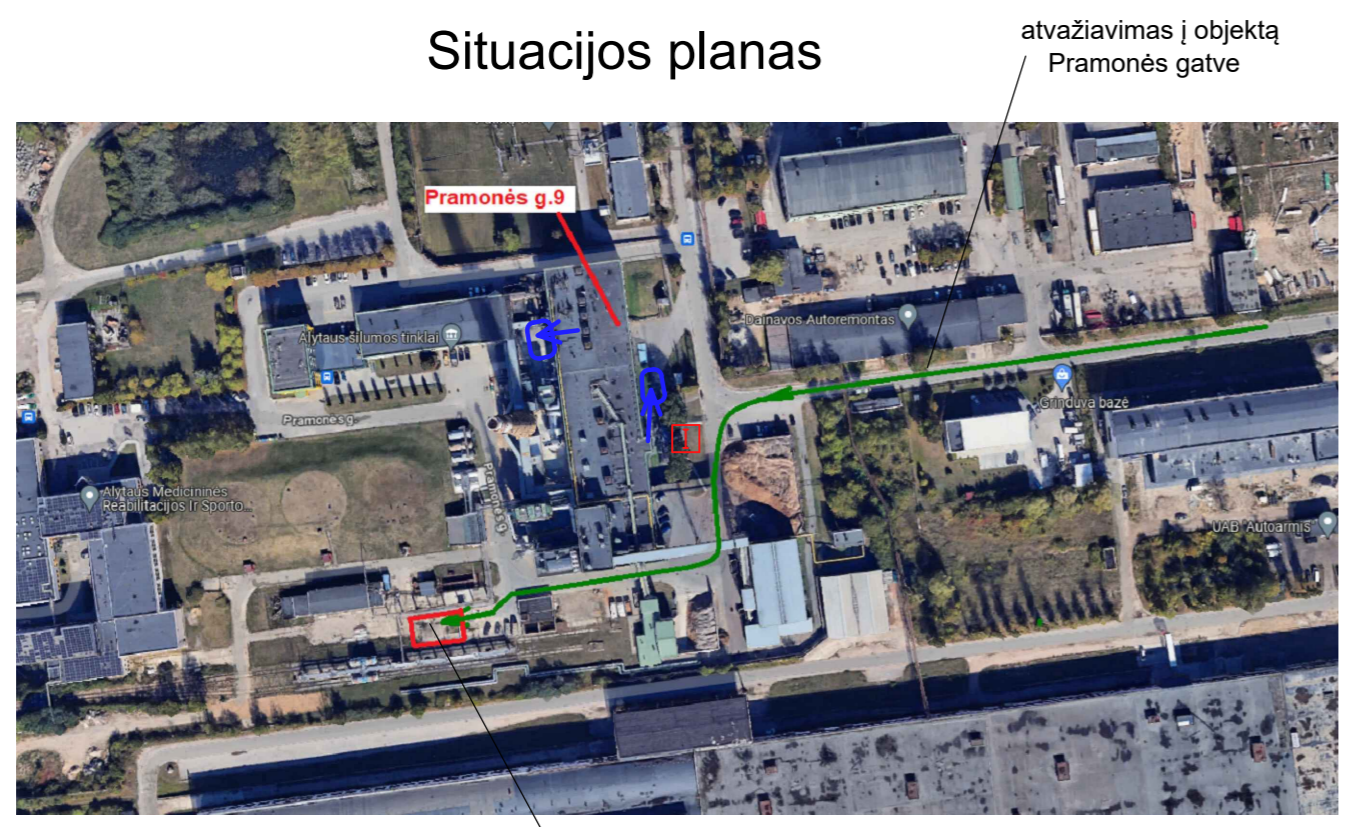 Situacijos planas
atvažiavimas į objektą
Pramonės gatve
Pramonės g.9
Dainavos Autoremontas
Alytaus šilumos tinklai
Grinduva bazė
Pramonės g.
Pramonės g.
Alytaus Medicininės
Reabilitacijos Ir Sporto...
UAB "Autoarmis"
1